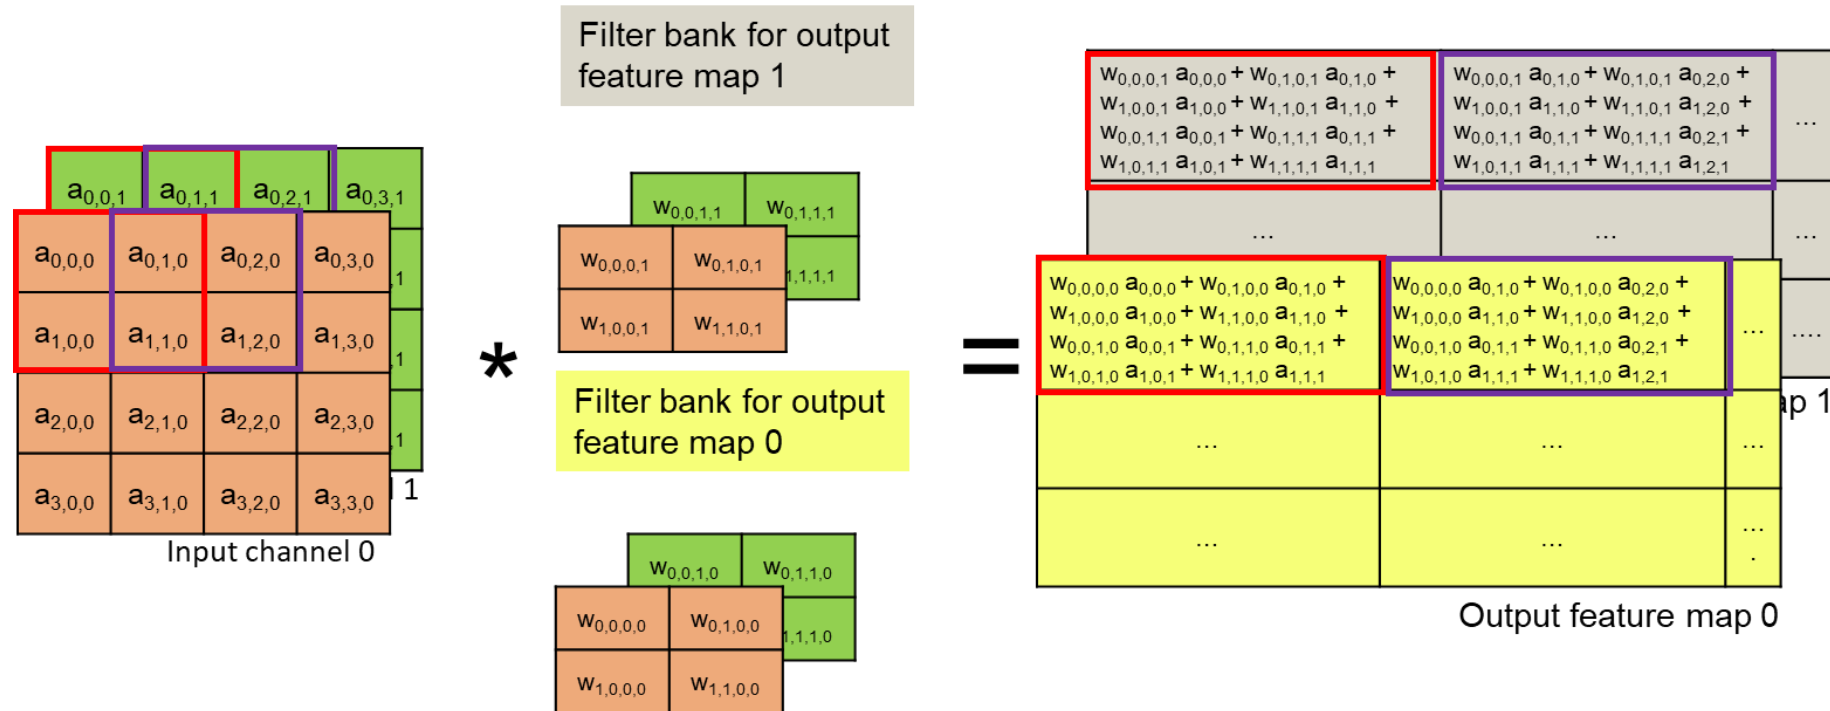 Filter bank for output
feature map 1
a0,0,1 a0,1,1 a0,2,1 a0,3,1
a0,0,0 a0,1,0 a0,2,0 a0,3,0
,1
a1,0,0 a1,1,0 a1,2,0 a1,3,0
,1
a2,0,0 a2,1,0 a2,2,0 a2,3,0
,1
a3,0,0 a3,1,0 a3,2,0 a3,3,0
1
Input channel 0
*
w0,0,1,1 w0,1,1,1
w0,0,0,1 w0,1,0,1
1,1,1,1
w1,0,0,1 w1,1,0,1
Filter bank for output
feature map 0
w0,0,1,0 w0,1,1,0
w0,0,0,0 w0,1,0,0
1,1,1,0
w1,0,0,0 w1,1,0,0
=
w0,0,0,1 a0,0,0 + w0,1,0,1 a0,1,0 +
w1,0,0,1 a1,0,0 + w1,1,0,1 a1,1,0 +
w0,0,1,1 a0,0,1 + w0,1,1,1 a0,1,1 +
w1,0,1,1 a1,0,1 + w1,1,1,1 a1,1,1
w0,0,0,1 a0,1,0 + w0,1,0,1 a0,2,0 +
w1,0,0,1 a1,1,0 + w1,1,0,1 a1,2,0 +
w0,0,1,1 a0,1,1 + w0,1,1,1 a0,2,1 +
w1,0,1,1 a1,1,1 + w1,1,1,1 a1,2,1
...
... ... ...
w0,0,0,0 a0,0,0 + w0,1,0,0 a0,1,0 +
w1,0,0,0 a1,0,0 + w1,1,0,0 a1,1,0 +
w0,0,1,0 a0,0,1 + w0,1,1,0 a0,1,1 +
w1,0,1,0 a1,0,1 + w1,1,1,0 a1,1,1
w0,0,0,0 a0,1,0 + w0,1,0,0 a0,2,0 +
w1,0,0,0 a1,1,0 + w1,1,0,0 a1,2,0 +
w0,0,1,0 a0,1,1 + w0,1,1,0 a0,2,1 +
w1,0,1,0 a1,1,1 + w1,1,1,0 a1,2,1
... ....
ap 1
... ... ...
... ... ...
.
Output feature map 0